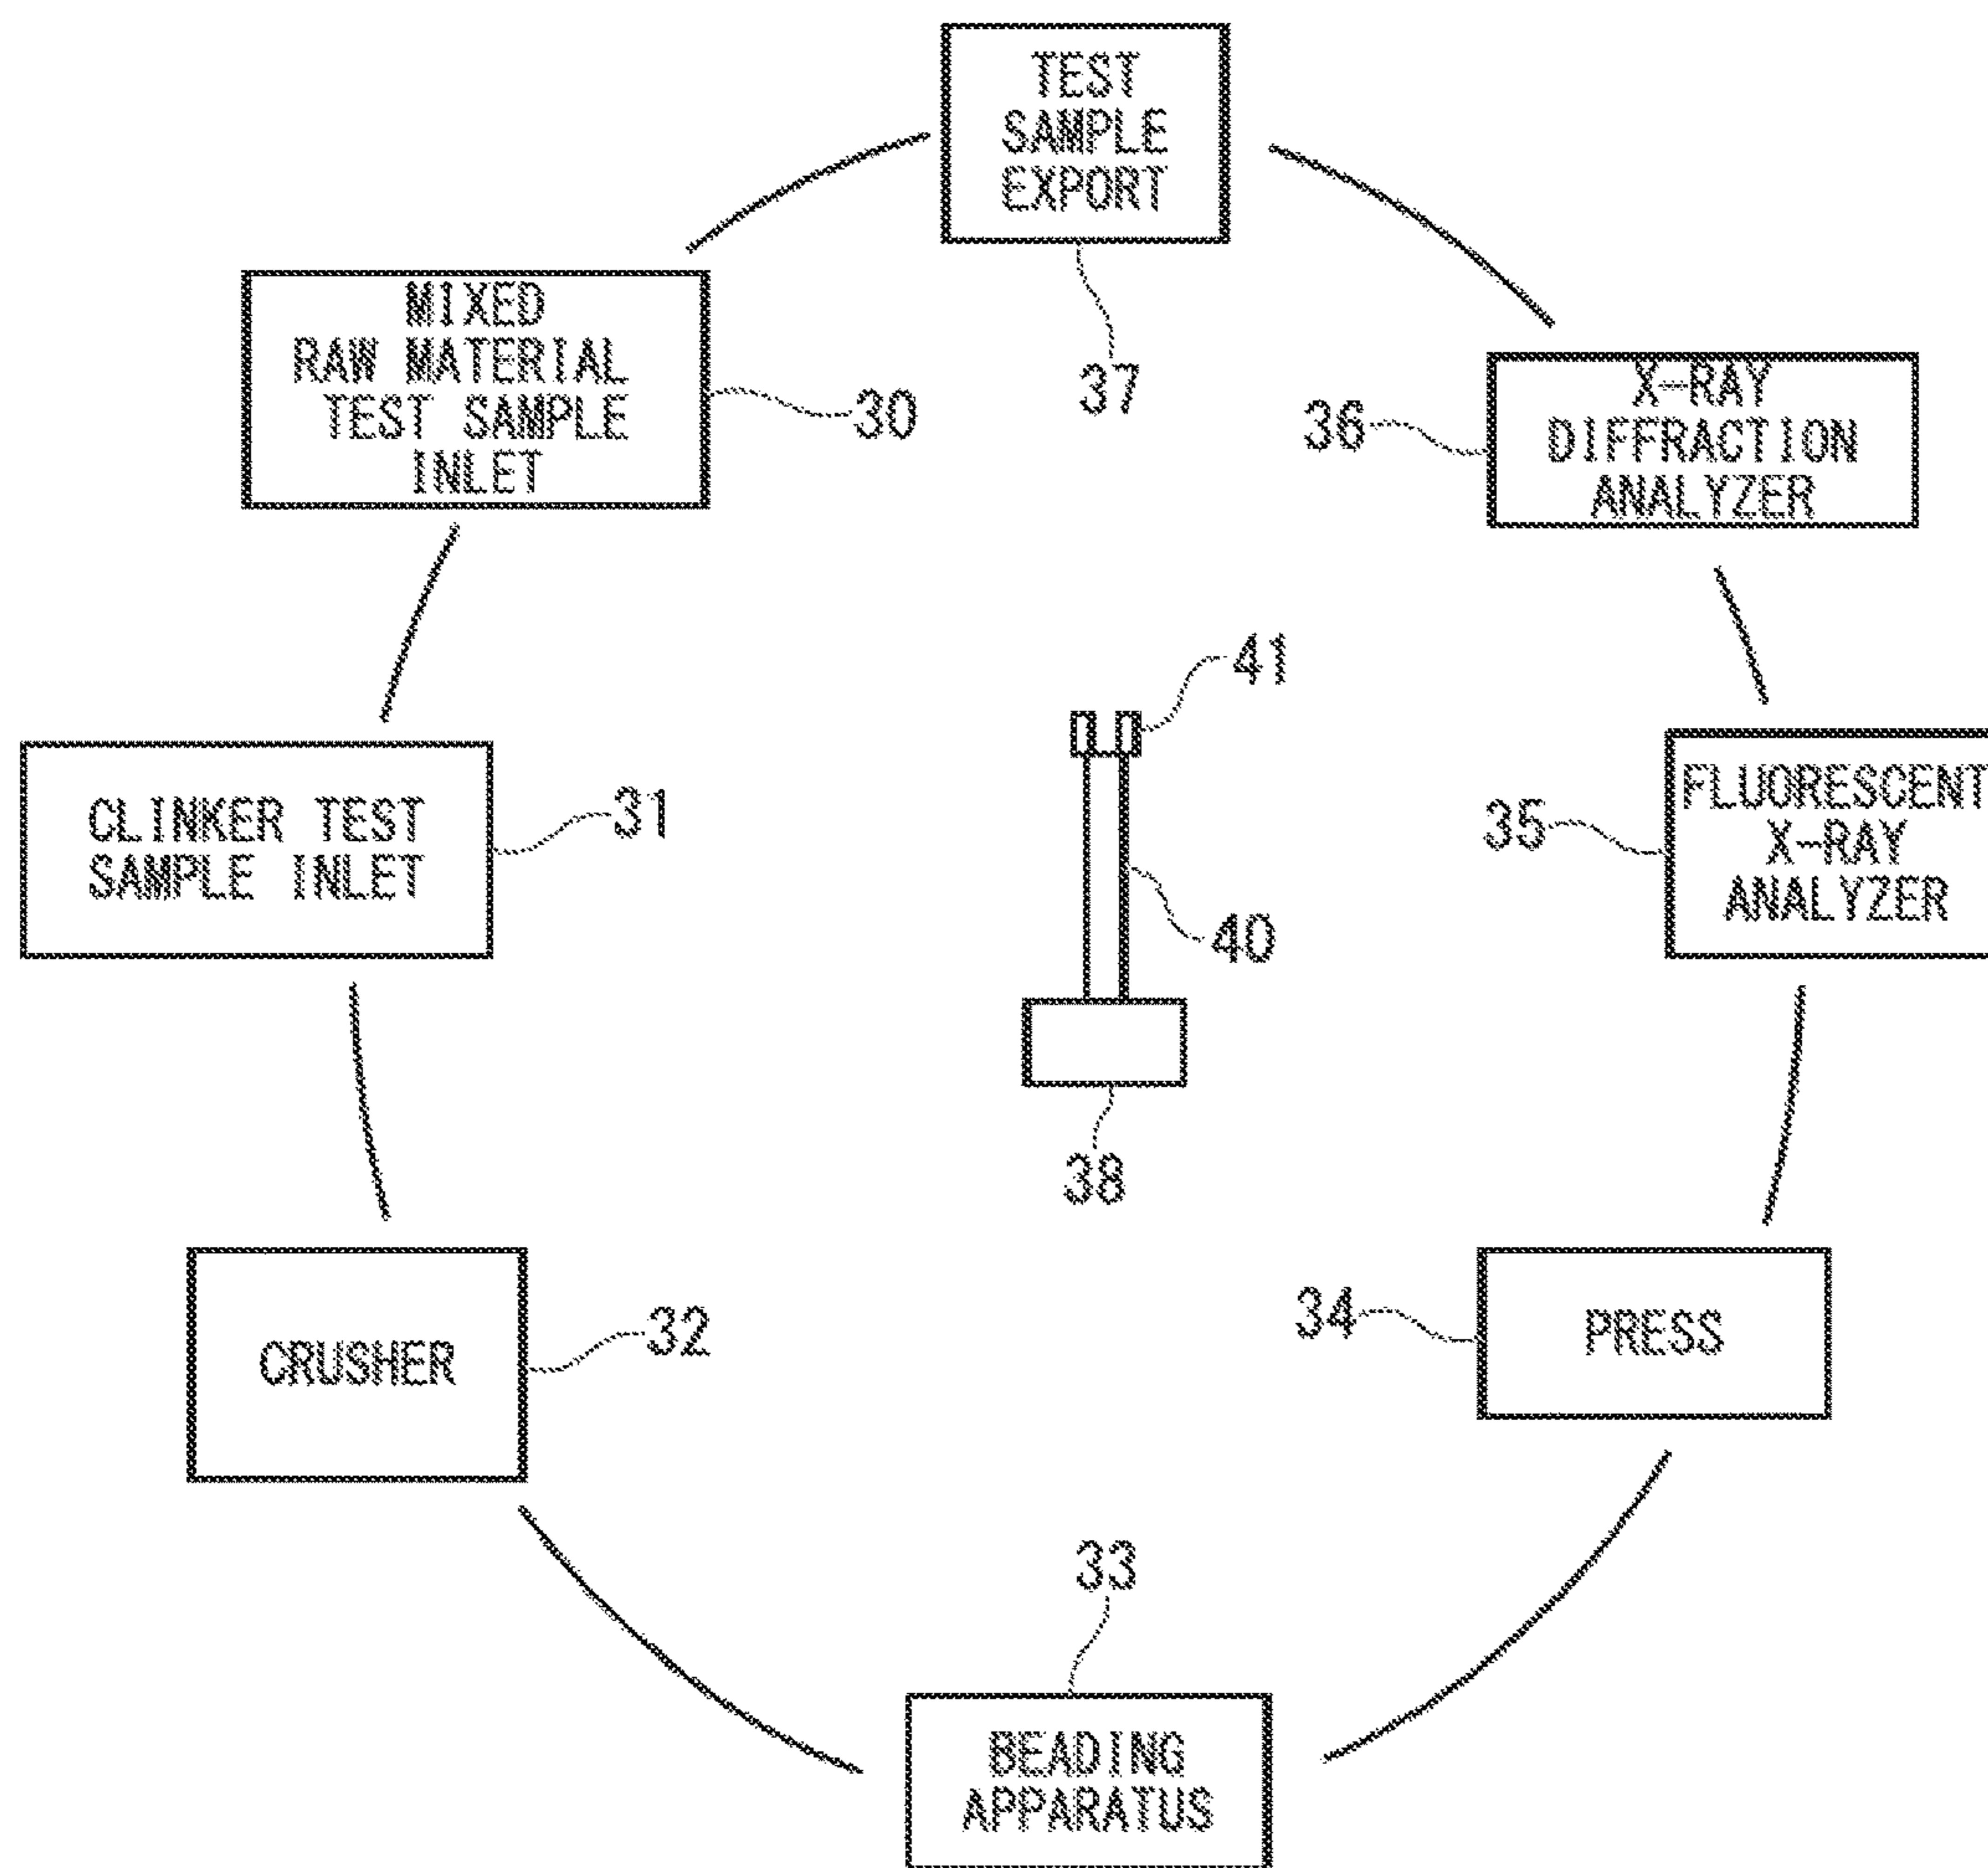 TEST
SAMPLE
EXPORT
37
MIXED
RAW MATERIAL
TEST SAMPLE
INLET
30
36
X-RAY
DIFFRACTION
ANALYZER
41
CLINKER TEST
SAMPLE INLET
31
40
35
FLUORESCENT
X-RAY
ANALYZER
38
CRUSHER
32
34
PRESS
33
BEADING
APPARATUS